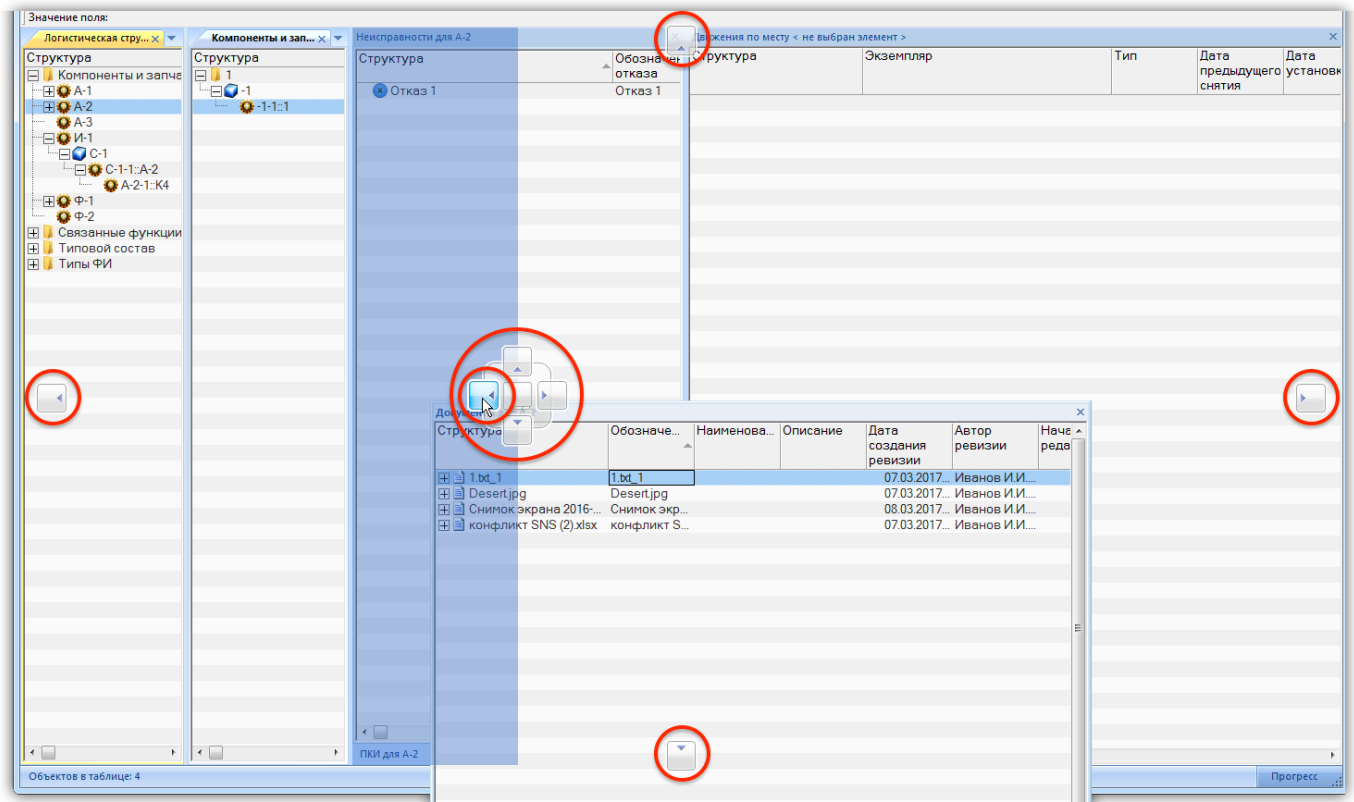 Значение поля:
Логистическая стру...
Компоненты и зап...
Неисправности для А-2
Движения по месту < не выбран элемент >
Структура
Компоненты и запча
А-1
А-2
А-3
И-1
С-1
С-1-1::А-2
А-2-1::К4
Ф-1
Ф-2
Связанные функции
Типовой состав
Типы ФИ
Структура
1
-1
-1-1::1
Структура
Обозначен
отказа
Отказ 1
Отказ 1
Структура
Экземпляр
Тип
Дата
предыдущего
снятия
Дата
установк
Структура
Обозначе...
Наименова...
Описание
Дата
создания
ревизии
Автор
ревизии
Нача
реда
1.txt_1
1.txt_1
07.03.2017...
Иванов И.И....
Desert.jpg
Desert.jpg
07.03.2017...
Иванов И.И....
Снимок экрана 2016-...
Снимок экр...
08.03.2017...
Иванов И.И....
конфликт SNS (2).xlsx
конфликт S...
07.03.2017...
Иванов И.И....
ПКИ для А-2
Объектов в таблице: 4
Прогресс